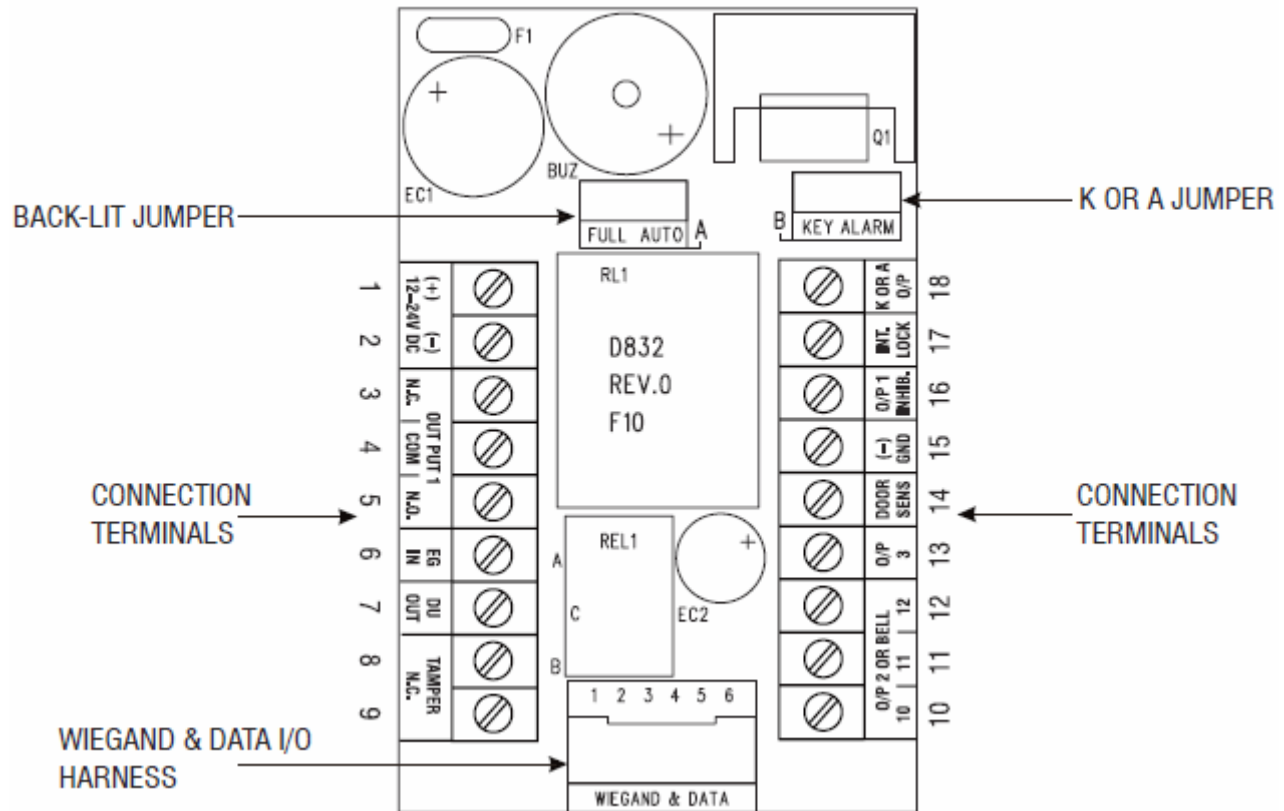 F1
+
+
Q1
BUZ
EC1
BACK-LIT JUMPER
FULL AUTO A
B KEY ALARM
K OR A JUMPER
1
2
3
4
5
6
7
8
9
(+)
12–24V DC
(–)
N.C.
COM
N.O.
OUTPUT 1
EG
IN
DU
OUT
TAMPER
N.C.
CONNECTION
TERMINALS
RL1
D832
REV.0
F10
REL1
A
C
B
+
EC2
K OR A
O/P
INT.
LOCK
O/P 1
INHIB.
(–)
GND
DOOR
SENS
O/P
3
O/P 2 OR BELL
10
11
12
18
17
16
15
14
13
12
11
10
CONNECTION
TERMINALS
WIEGAND & DATA I/O
HARNESS
1 2 3 4 5 6
WIEGAND & DATA